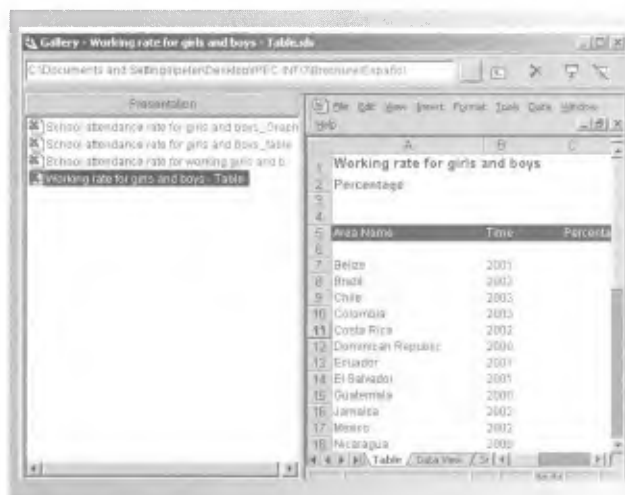 Gallery - Working rate for girls and boys - Table.xls
Presentation
School attendance rate for girls and boys_Graph
School attendance rate for girls and boys_table
School attendance rate for working girls and b
Working rate for girls and boys - Table
File Edit View Insert Format Tools Data Window
Help
A B C
1 Working rate for girls and boys
2 Percentage
3
4
5 Area Name Time Percenta
6
7 Belize 2001
8 Brazil
9 Chile 2003
10 Colombia
11 Costa Rica 2002
12 Dominican Republic 2000
13 Ecuador 2001
14 El Salvador
15 Guatemala 2000
16 Jamaica 2002
17 Mexico 2002
18 Nicaragua
Table Data View